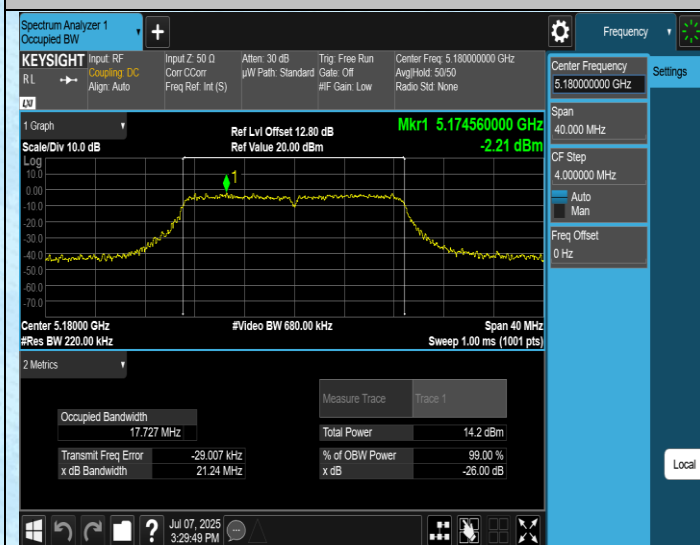 Spectrum Analyzer 1
Occupied BW
+
Frequency
KEYSIGHT
RL
LVI
Input: RF
Coupling: DC
Align: Auto
Input Z: 50 Ω
Corr CCorr
Freq Ref: Int (S)
Atten: 30 dB
µW Path: Standard
Trig: Free Run
Gate: Off
#IF Gain: Low
Center Freq: 5.180000000 GHz
Avg|Hold: 50/50
Radio Std: None
Center Frequency
5.180000000 GHz
Settings
Span
40.000 MHz
CF Step
4.000000 MHz
Auto
Man
Freq Offset
0 Hz
Local
1 Graph
Scale/Div 10.0 dB
Ref Lvl Offset 12.80 dB
Ref Value 20.00 dBm
Mkr1 5.174560000 GHz
-2.21 dBm
Log
10.0
0.00
-10.0
-20.0
-30.0
-40.0
-50.0
-60.0
-70.0
1
Center 5.18000 GHz
#Res BW 220.00 kHz
#Video BW 680.00 kHz
Span 40 MHz
Sweep 1.00 ms (1001 pts)
2 Metrics
Measure Trace Trace 1
Occupied Bandwidth
17.727 MHz
Total Power 14.2 dBm
Transmit Freq Error -29.007 kHz
% of OBW Power 99.00 %
x dB Bandwidth 21.24 MHz
x dB -26.00 dB
?
Jul 07, 2025
3:29:49 PM